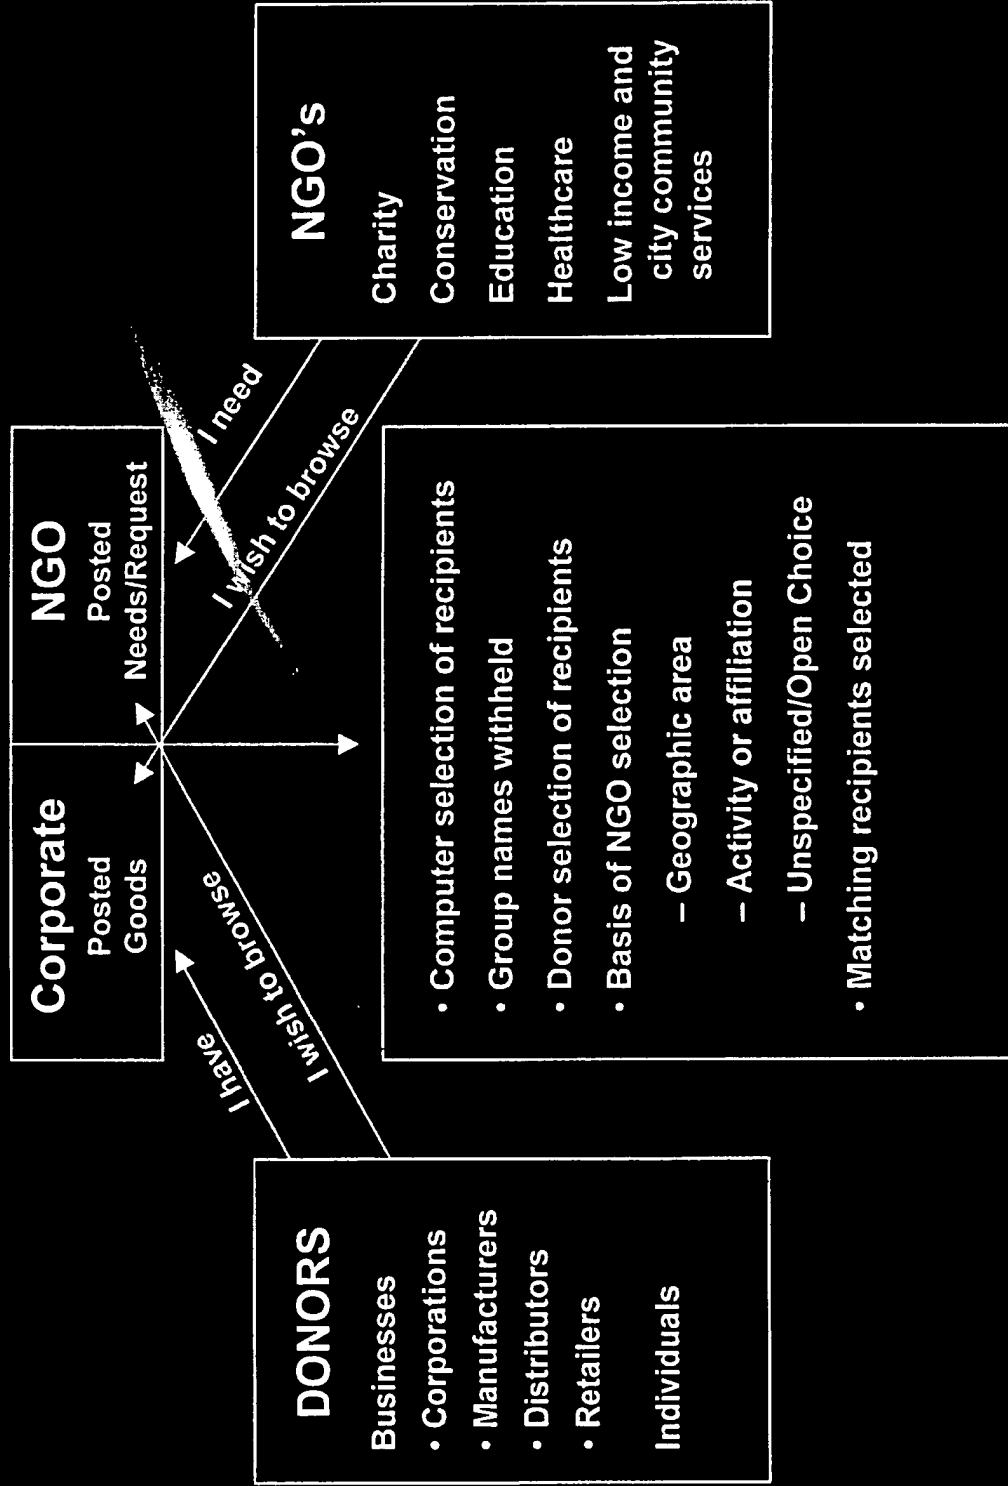 Corporate
Posted
Goods
NGO
Posted
Needs/Request
I have
I wish to browse
I need
I wish to browse
DONORS
Businesses
• Corporations
• Manufacturers
• Distributors
• Retailers
Individuals
• Computer selection of recipients
• Group names withheld
• Donor selection of recipients
• Basis of NGO selection
– Geographic area
– Activity or affiliation
– Unspecified/Open Choice
• Matching recipients selected
NGO's
Charity
Conservation
Education
Healthcare
Low income and
city community
services